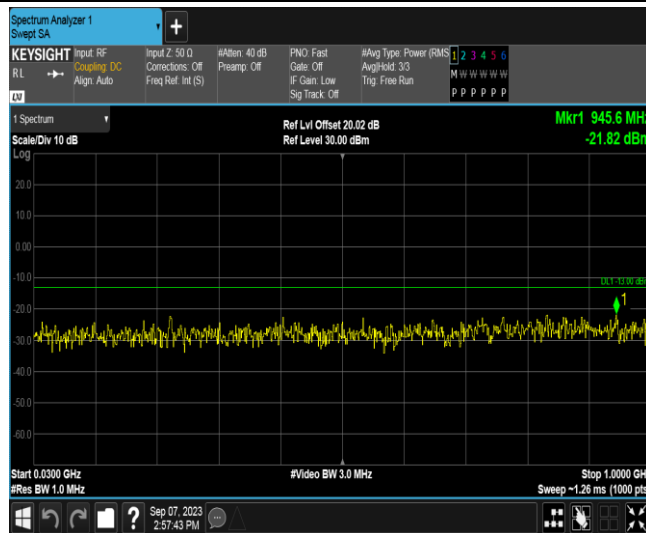 Spectrum Analyzer 1
Swept SA
+
KEYSIGHT
RL
LXI
Input: RF
Coupling: DC
Align: Auto
Input Z: 50 Ω
Corrections: Off
Freq Ref: Int (S)
#Atten: 40 dB
Preamp: Off
PNO: Fast
Gate: Off
IF Gain: Low
Sig Track: Off
#Avg Type: Power (RMS
Avg|Hold: 3/3
Trig: Free Run
1 2 3 4 5 6
M W W W W W
P P P P P P
1 Spectrum
Scale/Div 10 dB
Log
Ref Lvl Offset 20.02 dB
Ref Level 30.00 dBm
Mkr1 945.6 MHz
-21.82 dBm
20.0
10.0
0.00
-10.0
DL1 -13.00 dBm
1
-20.0
-30.0
-40.0
-50.0
-60.0
Start 0.0300 GHz
#Res BW 1.0 MHz
#Video BW 3.0 MHz
Stop 1.0000 GHz
Sweep ~1.26 ms (1000 pts)
?
Sep 07, 2023
2:57:43 PM